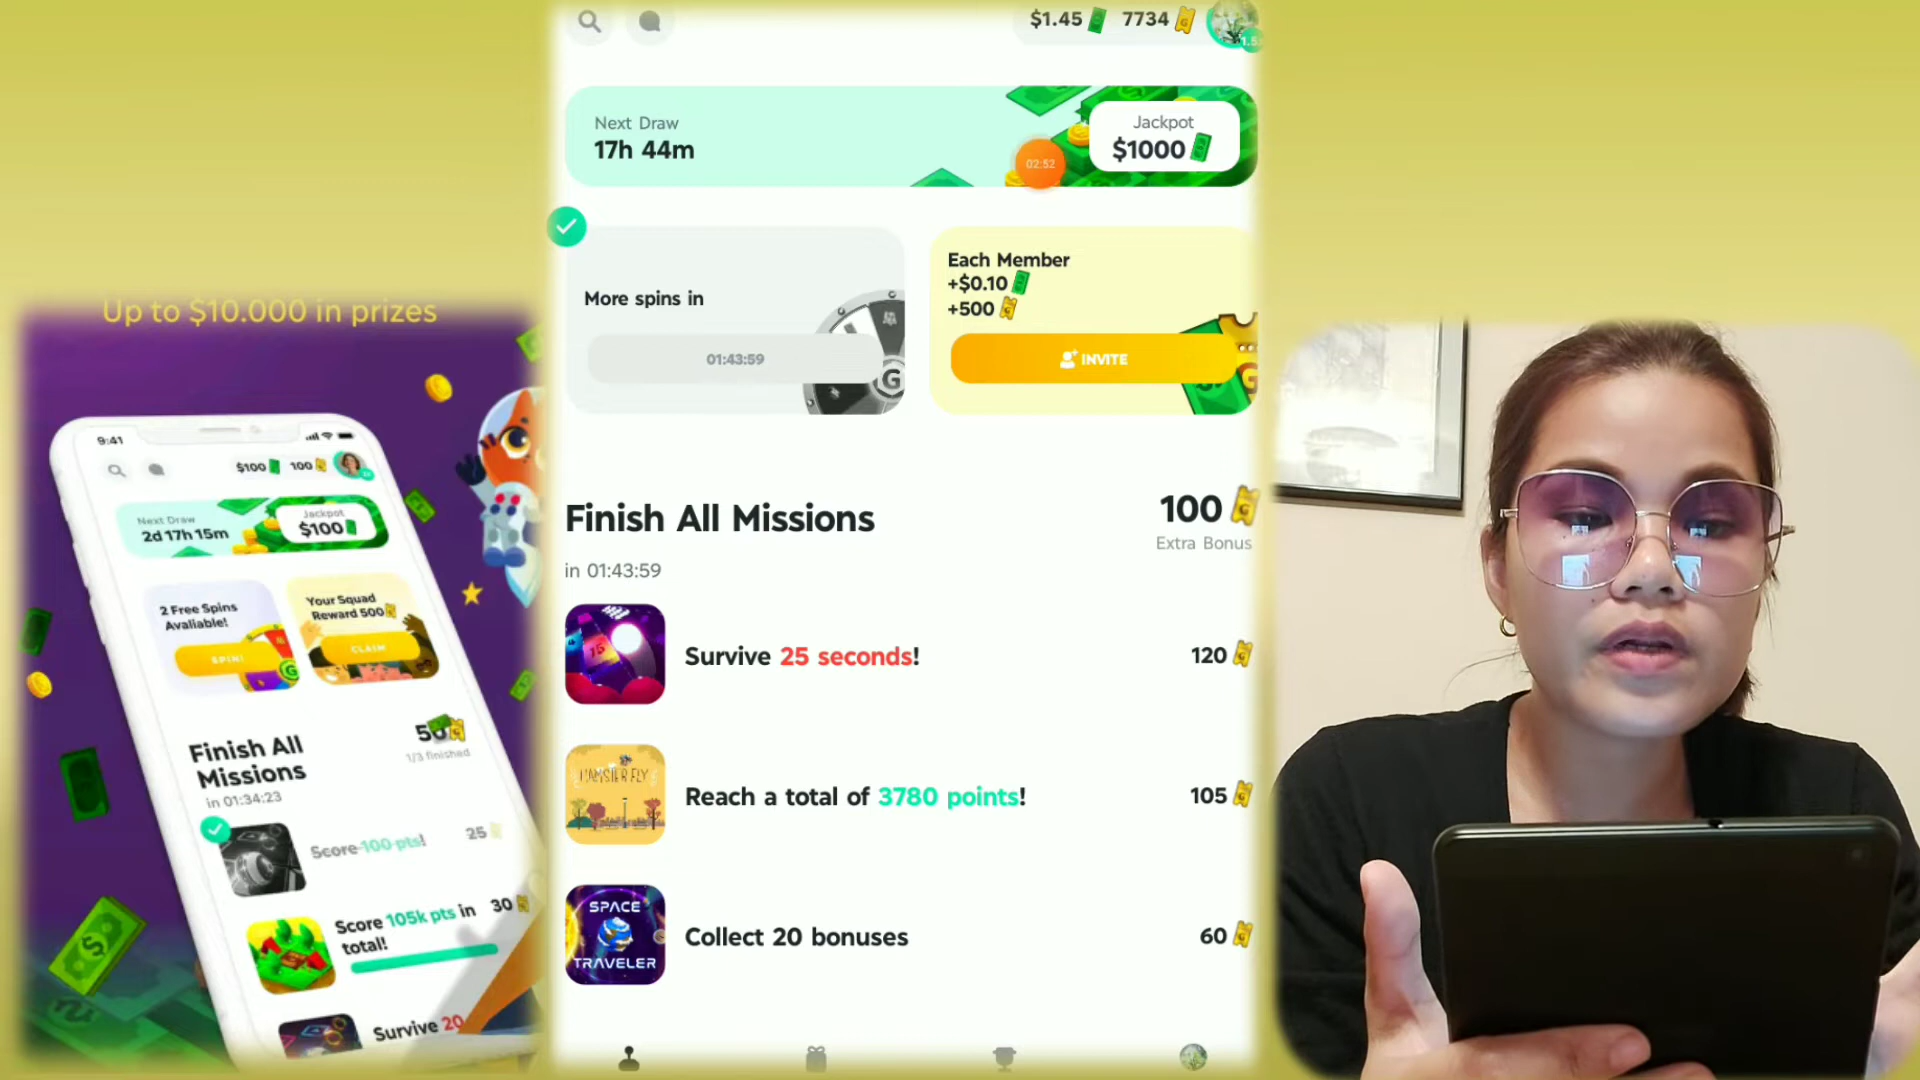 Up to $10.000 in prizes
9:41
$100 100
Next Draw
2d 17h 15m
Jackpot
$100
2 Free Spins
Available!
SPIN!
Your Squad
Reward 500
CLAIM
Finish All
Missions
in 01:34:23
1/3 finished
Score 100 pts!
25
Score 105k pts in
total!
30
Survive 20
$1.45 7734
1.5
Next Draw
17h 44m
02:52
Jackpot
$1000
More spins in
01:43:59
Each Member
+$0.10
+500
INVITE
Finish All Missions
in 01:43:59
100
Extra Bonus
Survive 25 seconds!
120
HAMSTER FLY
Reach a total of 3780 points!
105
SPACE
TRAVELER
Collect 20 bonuses
60